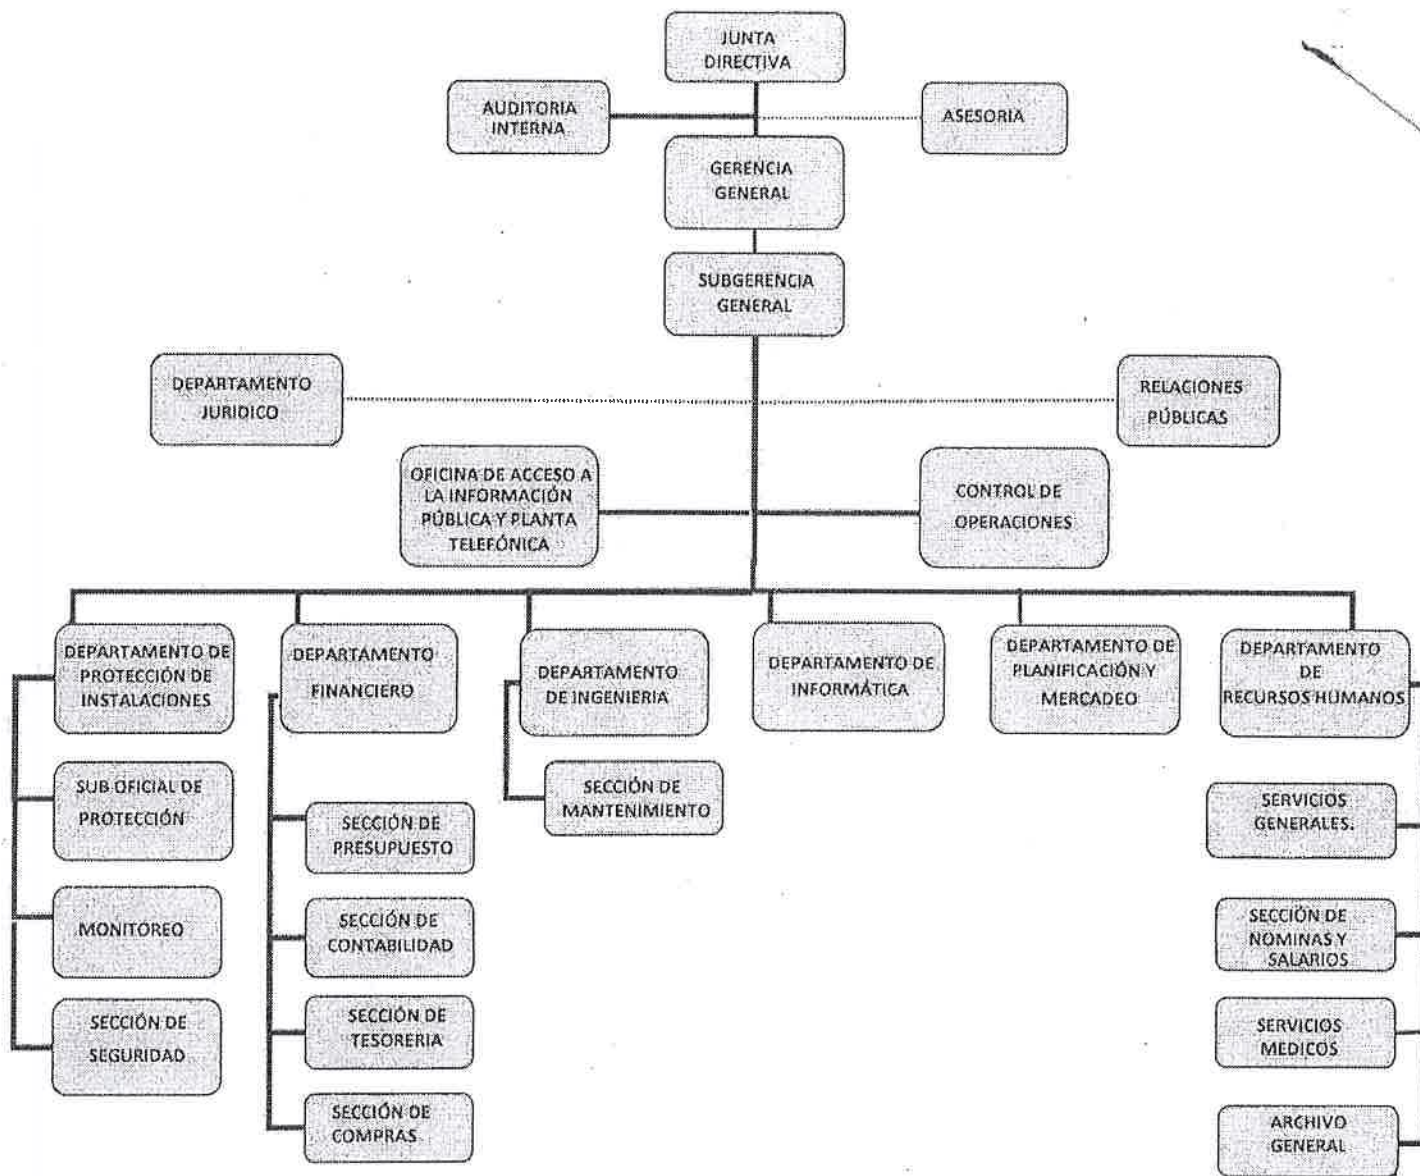 JUNTA
DIRECTIVA
AUDITORIA
INTERNA
ASESORIA
GERENCIA
GENERAL
SUBGERENCIA
GENERAL
DEPARTAMENTO
JURIDICO
RELACIONES
PÚBLICAS
OFICINA DE ACCESO A
LA INFORMACIÓN
PÚBLICA Y PLANTA
TELEFÓNICA
CONTROL DE
OPERACIONES
DEPARTAMENTO DE
PROTECCIÓN DE
INSTALACIONES
DEPARTAMENTO
FINANCIERO
DEPARTAMENTO
DE INGENIERIA
DEPARTAMENTO DE
INFORMÁTICA
DEPARTAMENTO DE
PLANIFICACIÓN Y
MERCADEO
DEPARTAMENTO
DE
RECURSOS HUMANOS
SUB OFICIAL DE
PROTECCIÓN
MONITOREO
SECCIÓN DE
SEGURIDAD
SECCIÓN DE
PRESUPUESTO
SECCIÓN DE
CONTABILIDAD
SECCIÓN DE
TESORERIA
SECCIÓN DE
COMPRAS
SECCIÓN DE
MANTENIMIENTO
SERVICIOS
GENERALES.
SECCIÓN DE
NOMINAS Y
SALARIOS
SERVICIOS
MEDICOS
ARCHIVO
GENERAL